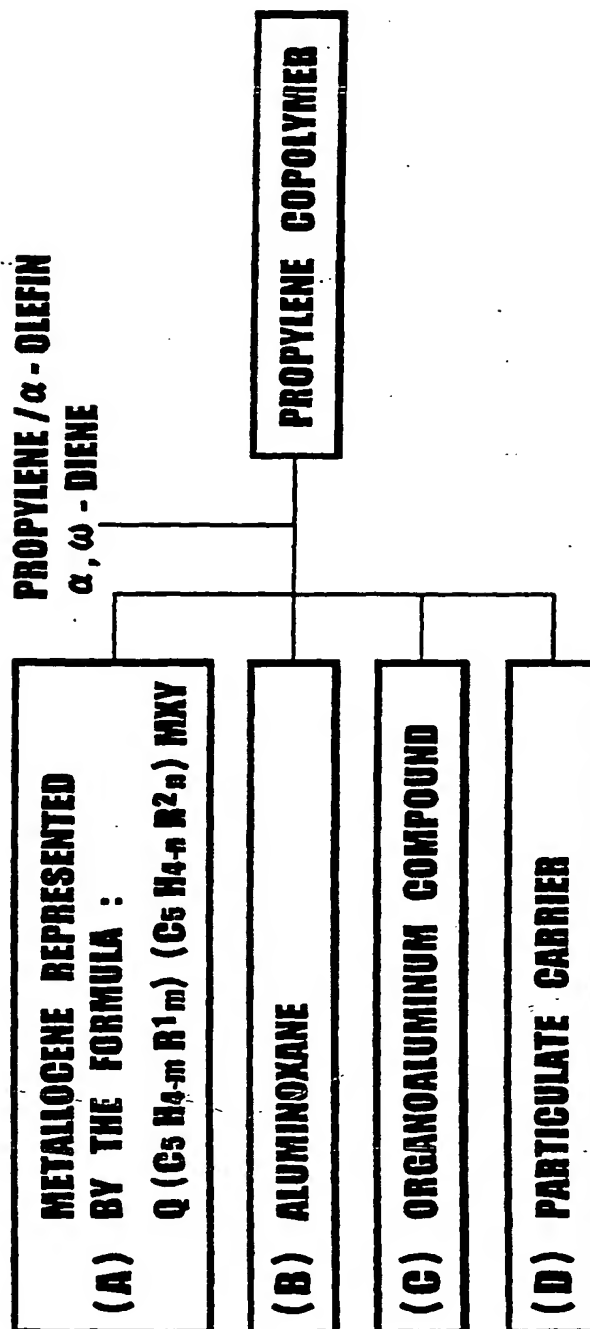 METALLOCENE REPRESENTED
(A) BY THE FORMULA :
Q (C5 H4-m R1m) (C5 H4-n R2n) MXY
(B) ALUMINOXANE
(C) ORGANOALUMINUM COMPOUND
(D) PARTICULATE CARRIER
PROPYLENE / α - OLEFIN
α, ω - DIENE
PROPYLENE COPOLYMER